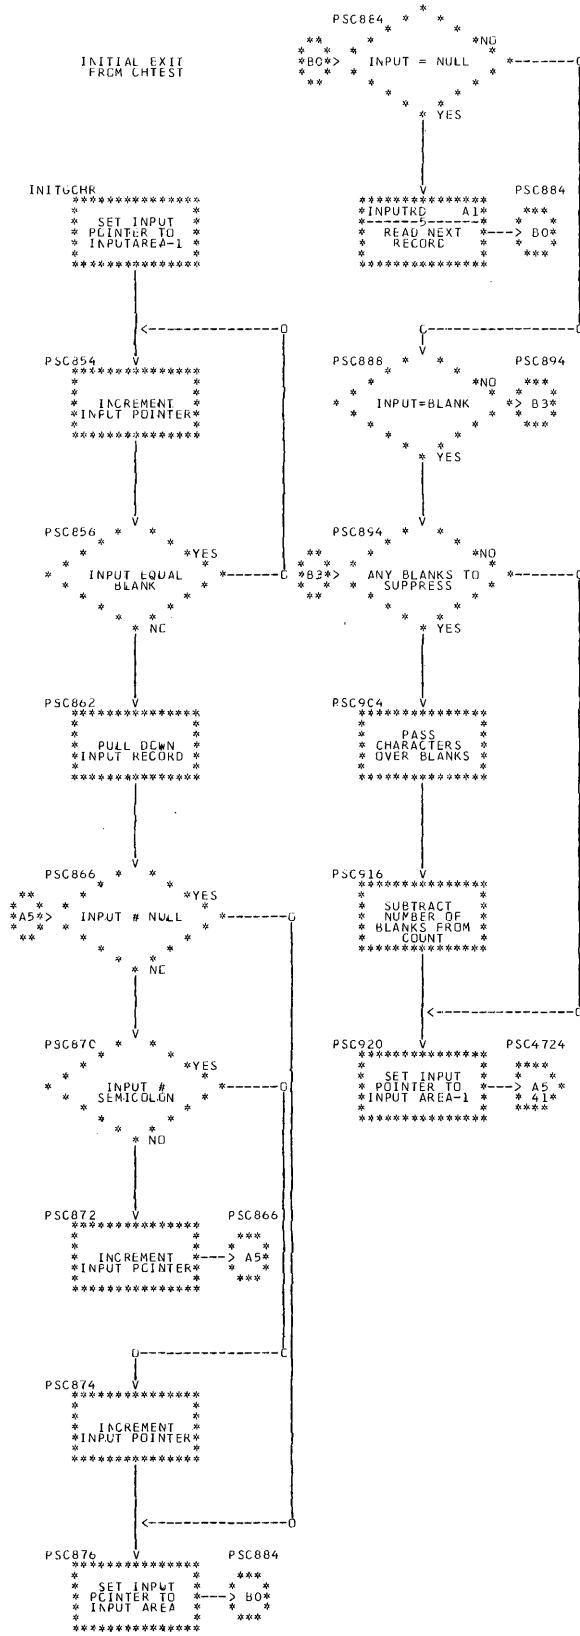 INITIAL EXIT
FROM CHTEST
INITGCHR
SET INPUT
POINTER TO
INPUTAREA-1
PSC854
INCREMENT
INPUT POINTER
PSC856
YES
INPUT EQUAL
BLANK
NO
PSC862
PULL DOWN
INPUT RECORD
PSC866
YES
A5
INPUT # NULL
NO
PSC870
YES
INPUT #
SEMICOLON
NO
PSC872
PSC866
INCREMENT
INPUT POINTER
A5
PSC874
INCREMENT
INPUT POINTER
PSC876
PSC884
SET INPUT
POINTER TO
INPUT AREA
B0
PSC884
NO
B0
INPUT = NULL
YES
PSC884
INPUTRD A1
5
READ NEXT
RECORD
B0
PSC888
PSC894
NO
INPUT=BLANK
B3
YES
PSC894
NO
B3
ANY BLANKS TO
SUPPRESS
YES
PSC904
PASS
CHARACTERS
OVER BLANKS
PSC916
SUBTRACT
NUMBER OF
BLANKS FROM
COUNT
PSC920
PSC4724
SET INPUT
POINTER TO
INPUT AREA-1
A5
41